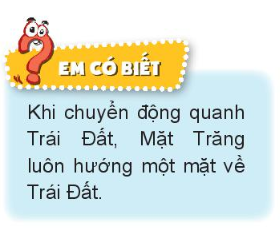 EM CÓ BIẾT
Khi chuyển động quanh
Trái Đất, Mặt Trăng
luôn hướng một mặt về
Trái Đất.